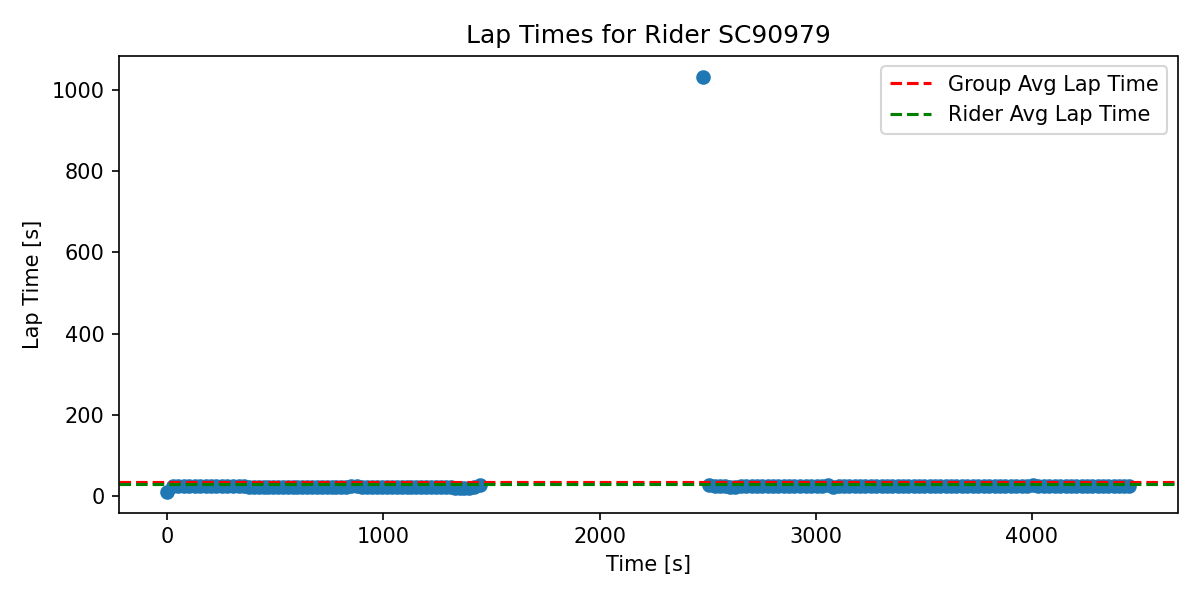 Lap Times for Rider SC90979
Group Avg Lap Time
Rider Avg Lap Time
Lap Time [s]
1000
800
600
400
200
0
0 1000 2000 3000 4000
Time [s]